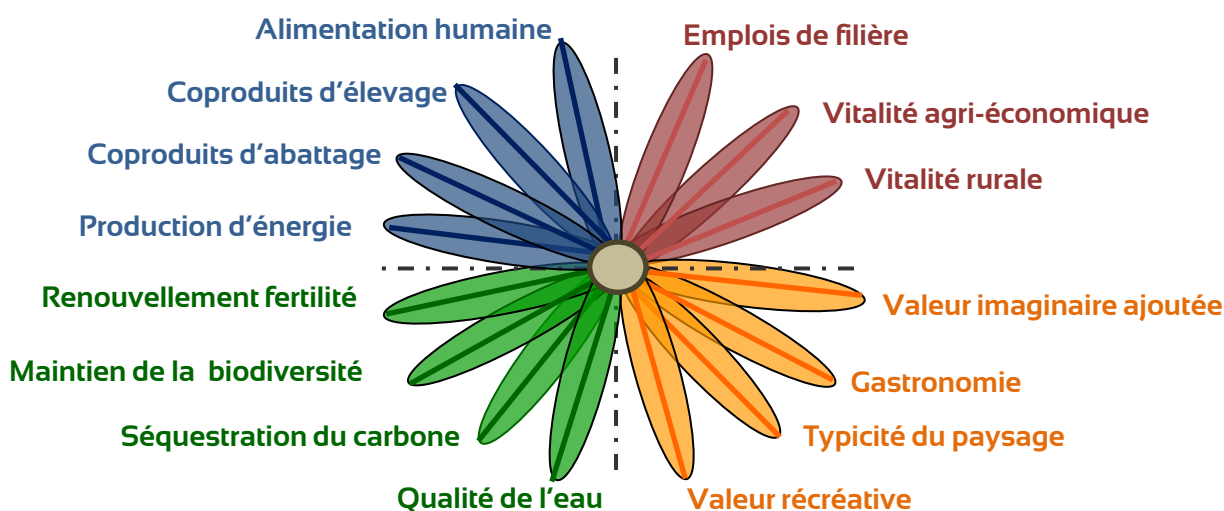 Alimentation humaine
Emplois de filière
Coproduits d'élevage
Vitalité agri-économique
Coproduits d'abattage
Vitalité rurale
Production d'énergie
Renouvellement fertilité
Valeur imaginaire ajoutée
Maintien de la biodiversité
Gastronomie
Séquestration du carbone
Typicité du paysage
Qualité de l'eau
Valeur récréative